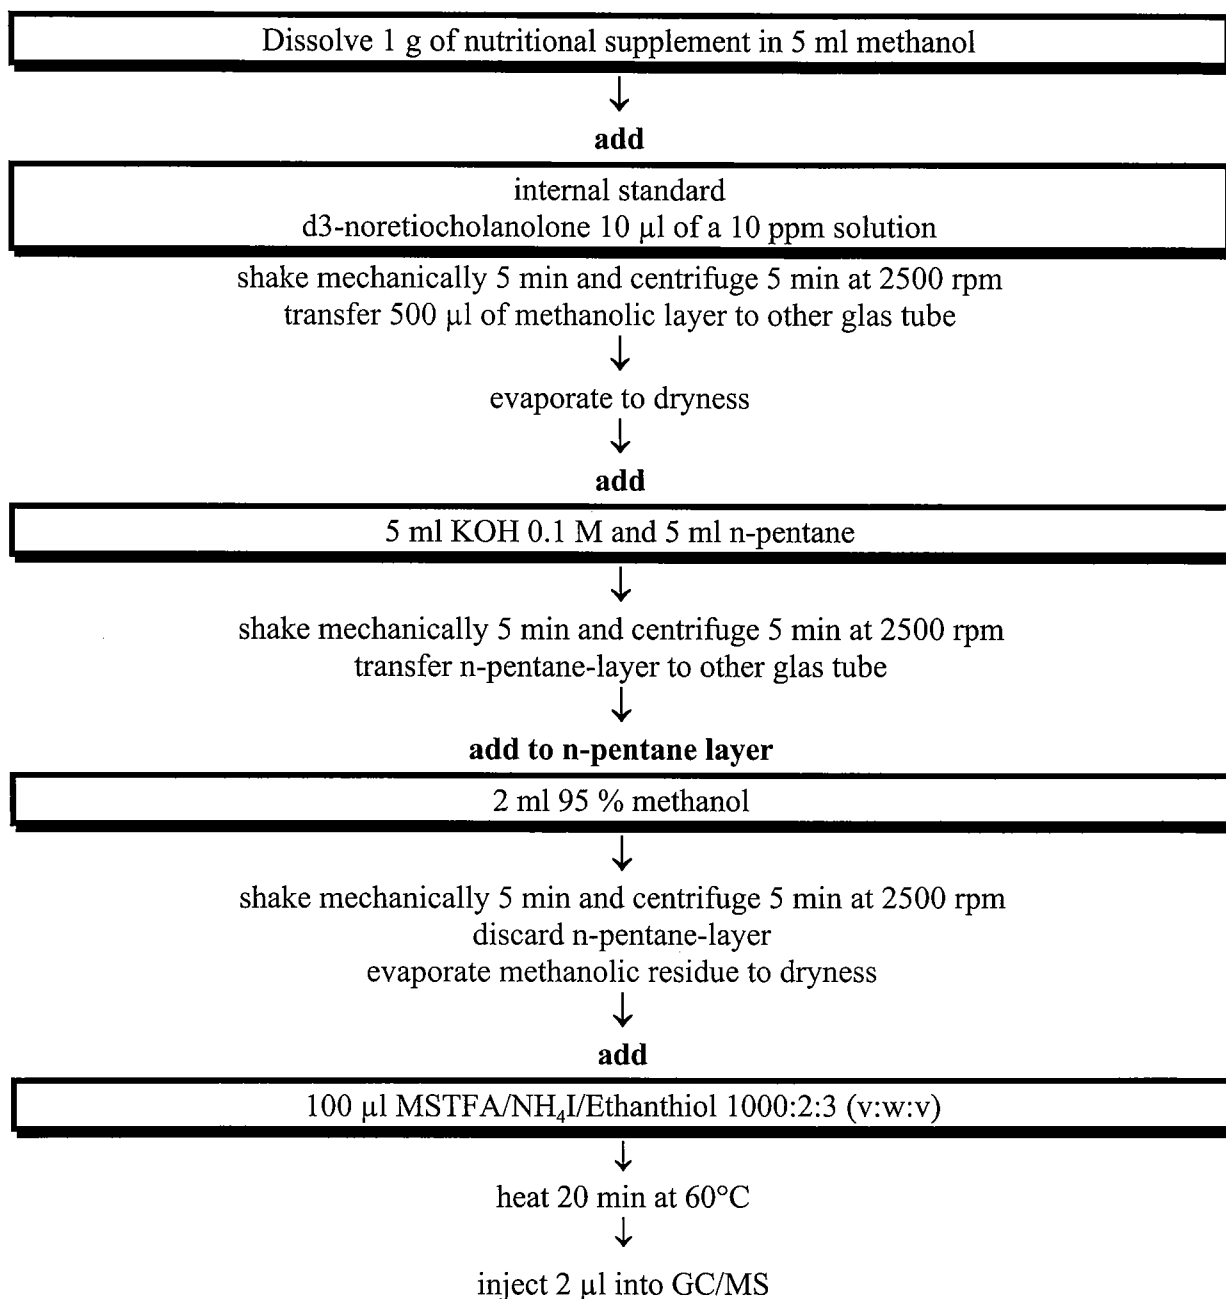 Dissolve 1 g of nutritional supplement in 5 ml methanol
↓
add
internal standard
d3-noretiocholanolone 10 µl of a 10 ppm solution
shake mechanically 5 min and centrifuge 5 min at 2500 rpm
transfer 500 µl of methanolic layer to other glas tube
↓
evaporate to dryness
↓
add
5 ml KOH 0.1 M and 5 ml n-pentane
↓
shake mechanically 5 min and centrifuge 5 min at 2500 rpm
transfer n-pentane-layer to other glas tube
↓
add to n-pentane layer
2 ml 95 % methanol
↓
shake mechanically 5 min and centrifuge 5 min at 2500 rpm
discard n-pentane-layer
evaporate methanolic residue to dryness
↓
add
100 µl MSTFA/NH₄I/Ethanthiol 1000:2:3 (v:w:v)
↓
heat 20 min at 60°C
↓
inject 2 µl into GC/MS